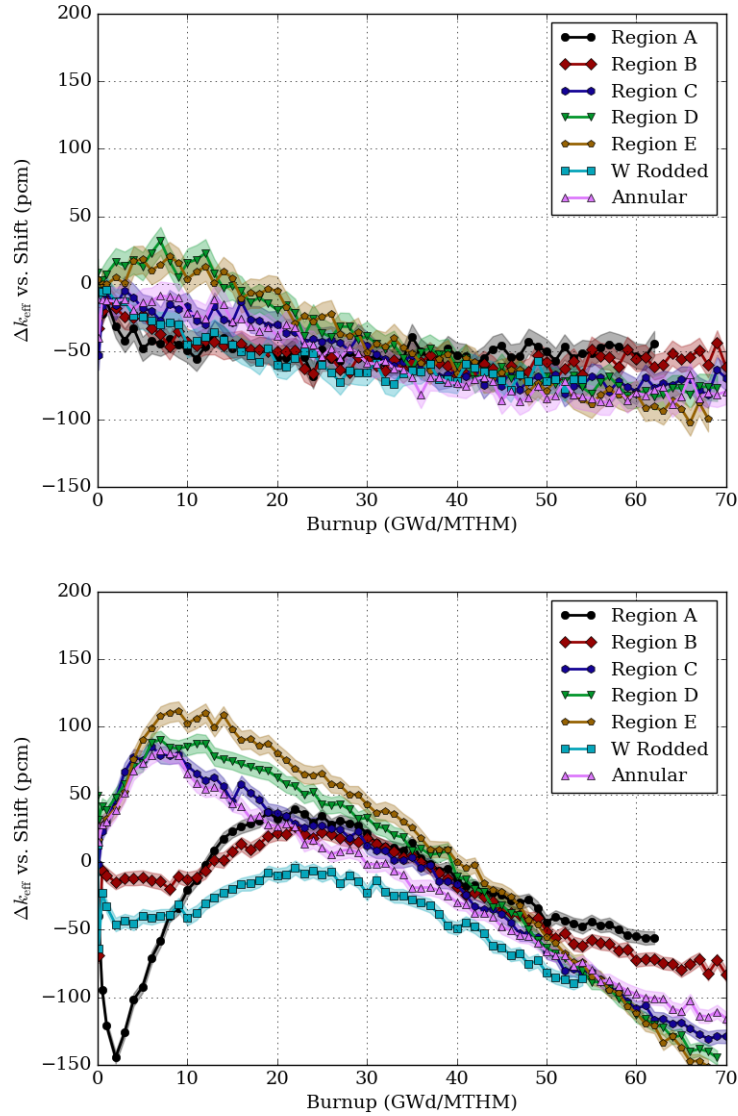 200
150
100
50
0
−50
−100
−150
Δkeff vs. Shift (pcm)
Region A
Region B
Region C
Region D
Region E
W Rodded
Annular
0 10 20 30 40 50 60 70
Burnup (GWd/MTHM)
200
150
100
50
0
−50
−100
−150
Δkeff vs. Shift (pcm)
Region A
Region B
Region C
Region D
Region E
W Rodded
Annular
0 10 20 30 40 50 60 70
Burnup (GWd/MTHM)